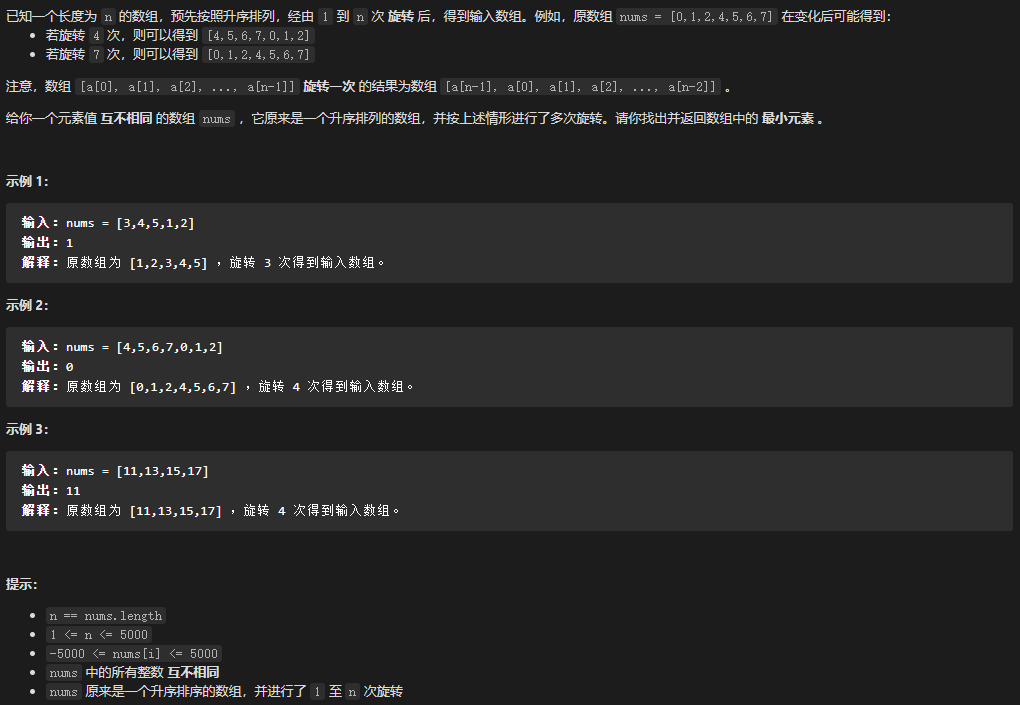 已知一个长度为 n 的数组，预先按照升序排列，经由 1 到 n 次 旋转 后，得到输入数组。例如，原数组 nums = [0,1,2,4,5,6,7] 在变化后可能得到：
• 若旋转 4 次，则可以得到 [4,5,6,7,0,1,2]
• 若旋转 7 次，则可以得到 [0,1,2,4,5,6,7]
注意，数组 [a[0], a[1], a[2], ..., a[n-1]] 旋转一次 的结果为数组 [a[n-1], a[0], a[1], a[2], ..., a[n-2]] 。
给你一个元素值 互不相同 的数组 nums ，它原来是一个升序排列的数组，并按上述情形进行了多次旋转。请你找出并返回数组中的 最小元素 。
示例 1：
输入：nums = [3,4,5,1,2]
输出：1
解释：原数组为 [1,2,3,4,5] ，旋转 3 次得到输入数组。
示例 2：
输入：nums = [4,5,6,7,0,1,2]
输出：0
解释：原数组为 [0,1,2,4,5,6,7] ，旋转 4 次得到输入数组。
示例 3：
输入：nums = [11,13,15,17]
输出：11
解释：原数组为 [11,13,15,17] ，旋转 4 次得到输入数组。
提示：
• n == nums.length
• 1 <= n <= 5000
• -5000 <= nums[i] <= 5000
• nums 中的所有整数 互不相同
• nums 原来是一个升序排序的数组，并进行了 1 至 n 次旋转